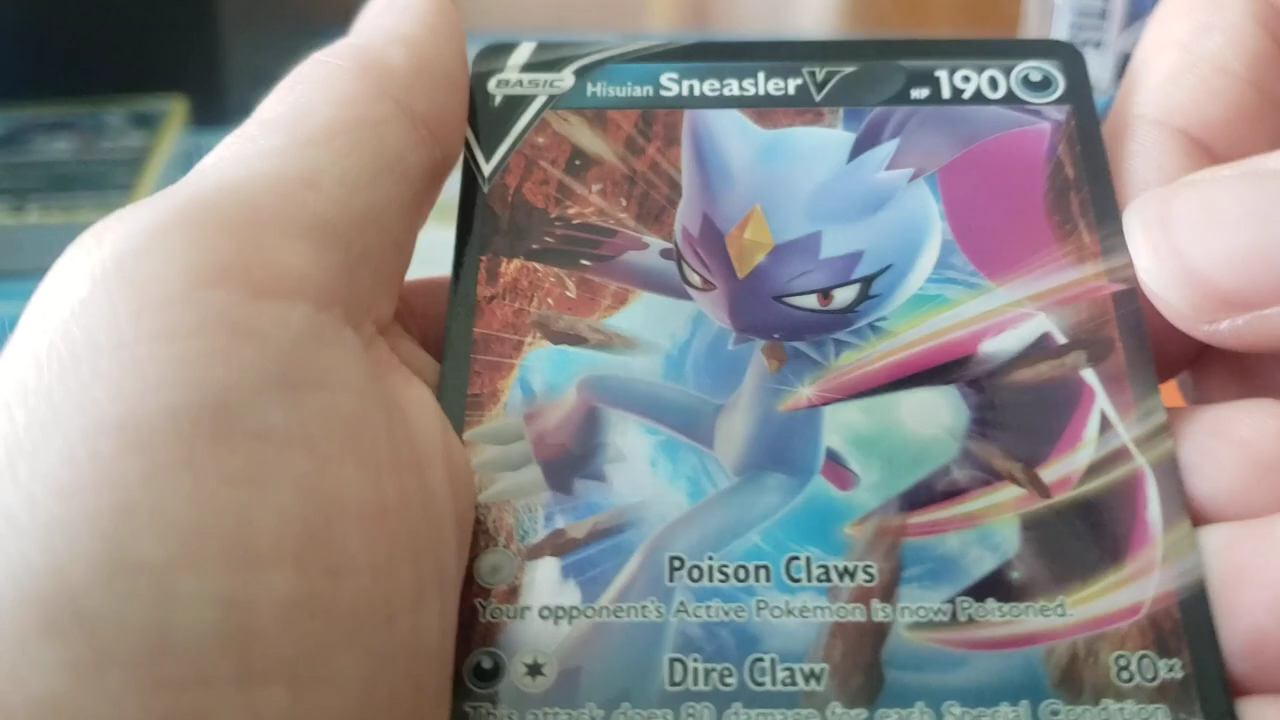 BASIC Hisuian Sneasler V HP 190
Poison Claws
Your opponent's Active Pokémon is now Poisoned.
Dire Claw 80×
This attack does 80 damage for each Special Condition